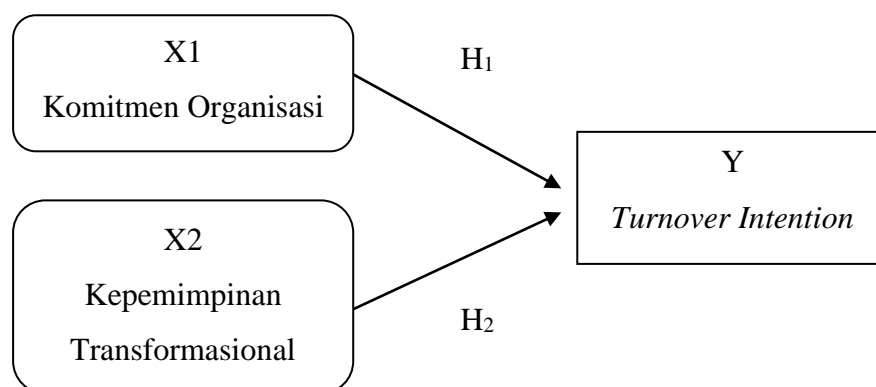 X1
Komitmen Organisasi
H1
Y
Turnover Intention
X2
Kepemimpinan
Transformasional
H2